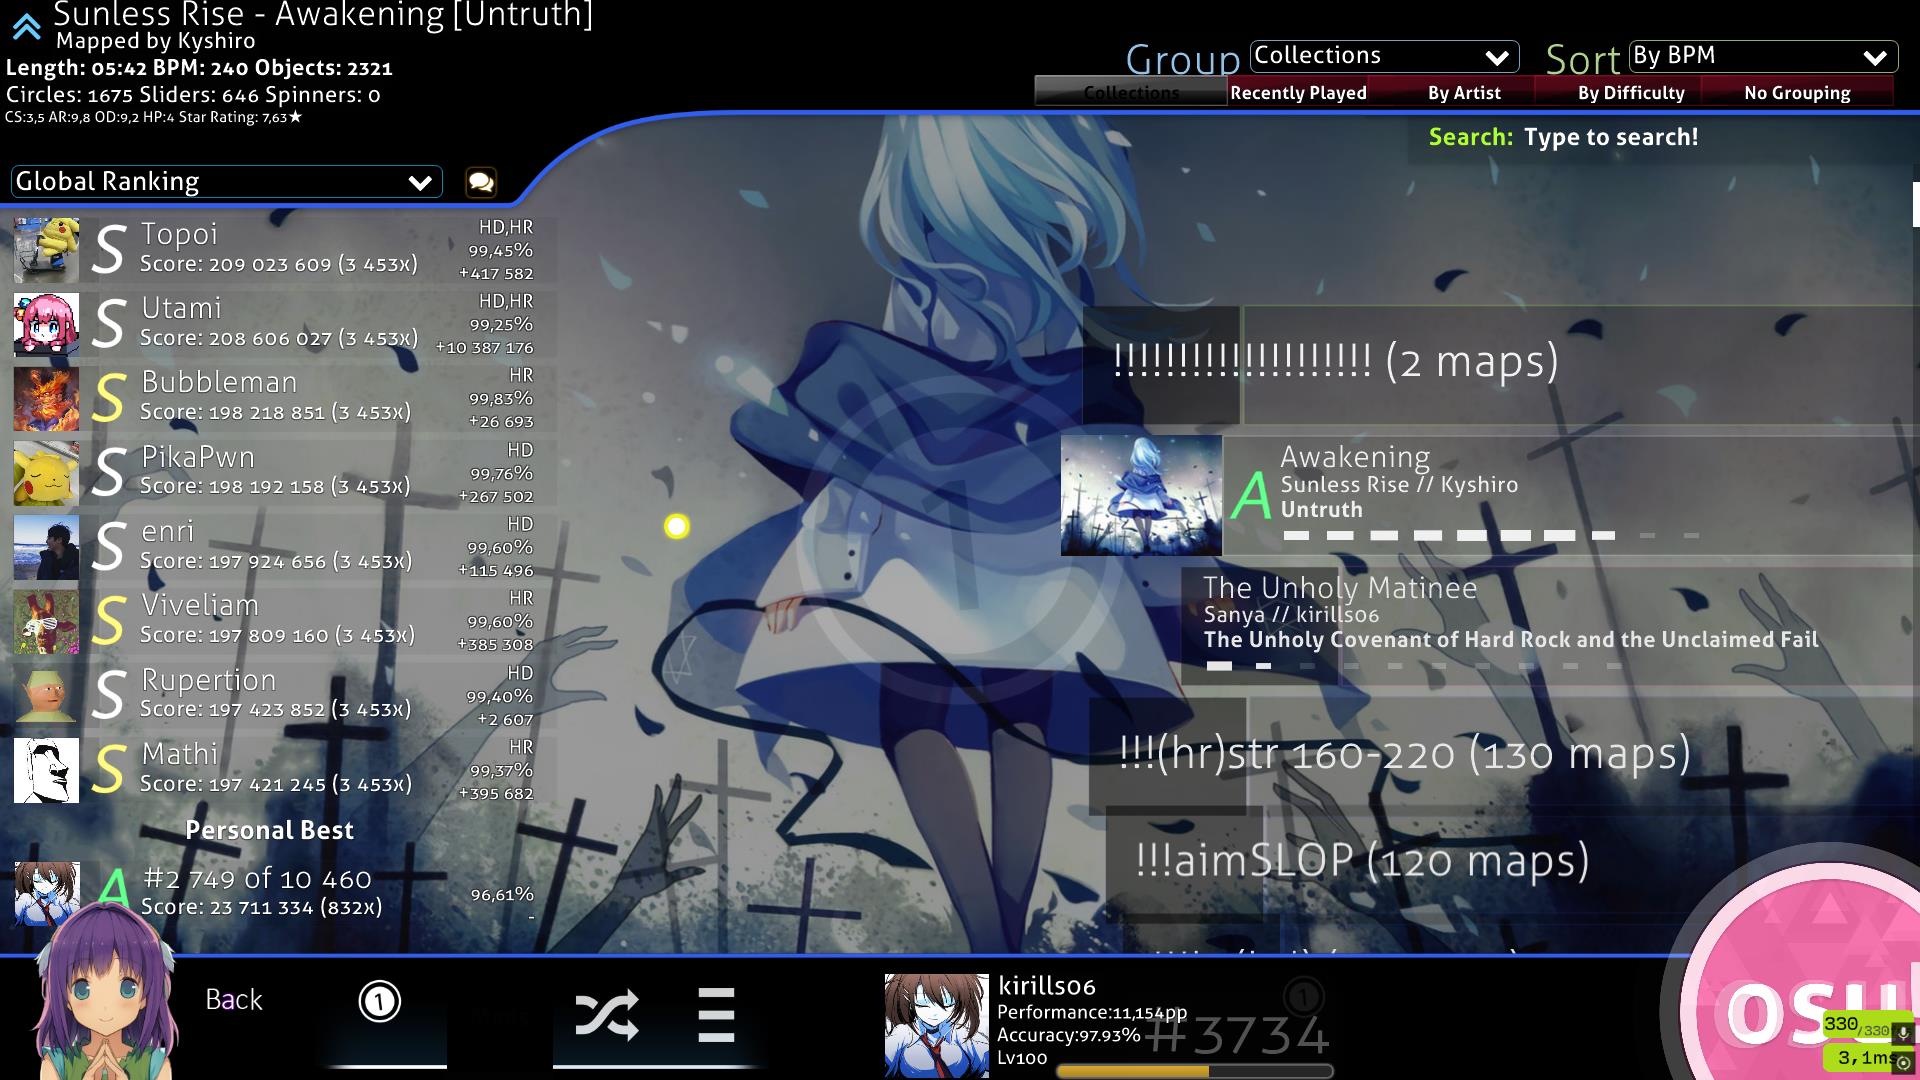 Sunless Rise - Awakening [Untruth]
Mapped by Kyshiro
Length: 05:42 BPM: 240 Objects: 2321
Circles: 1675 Sliders: 646 Spinners: 0
CS:3,5 AR:9,8 OD:9,2 HP:4 Star Rating: 7,63★
Group Collections Sort By BPM
Collections Recently Played By Artist By Difficulty No Grouping
Search: Type to search!
Global Ranking
S Topoi HD,HR
99,45%
Score: 209 023 609 (3 453x)
+417 582
S Utami HD,HR
99,25%
Score: 208 606 027 (3 453x)
+10 387 176
S Bubbleman HR
99,83%
Score: 198 218 851 (3 453x)
+26 693
S PikaPwn HD
99,76%
Score: 198 192 158 (3 453x)
+267 502
S enri HD
99,60%
Score: 197 924 656 (3 453x)
+115 496
S Viveliam HR
99,60%
Score: 197 809 160 (3 453x)
+385 308
S Rupertion HD
99,40%
Score: 197 423 852 (3 453x)
+2 607
S Mathi HR
99,37%
Score: 197 421 245 (3 453x)
+395 682
Personal Best
A #2 749 of 10 460
96,61%
Score: 23 711 334 (832x)
-
!!!!!!!!!!!!!!!!!!!! (2 maps)
A Awakening
Sunless Rise // Kyshiro
Untruth
The Unholy Matinee
Sanya // kirills06
The Unholy Covenant of Hard Rock and the Unclaimed Fail
!!!(hr)str 160-220 (130 maps)
!!!aimSLOP (120 maps)
1
Back
1
kirills06
Performance:11,154pp
Accuracy:97.93%
Lv100
#3734
1
osu
330/330
3,1ms